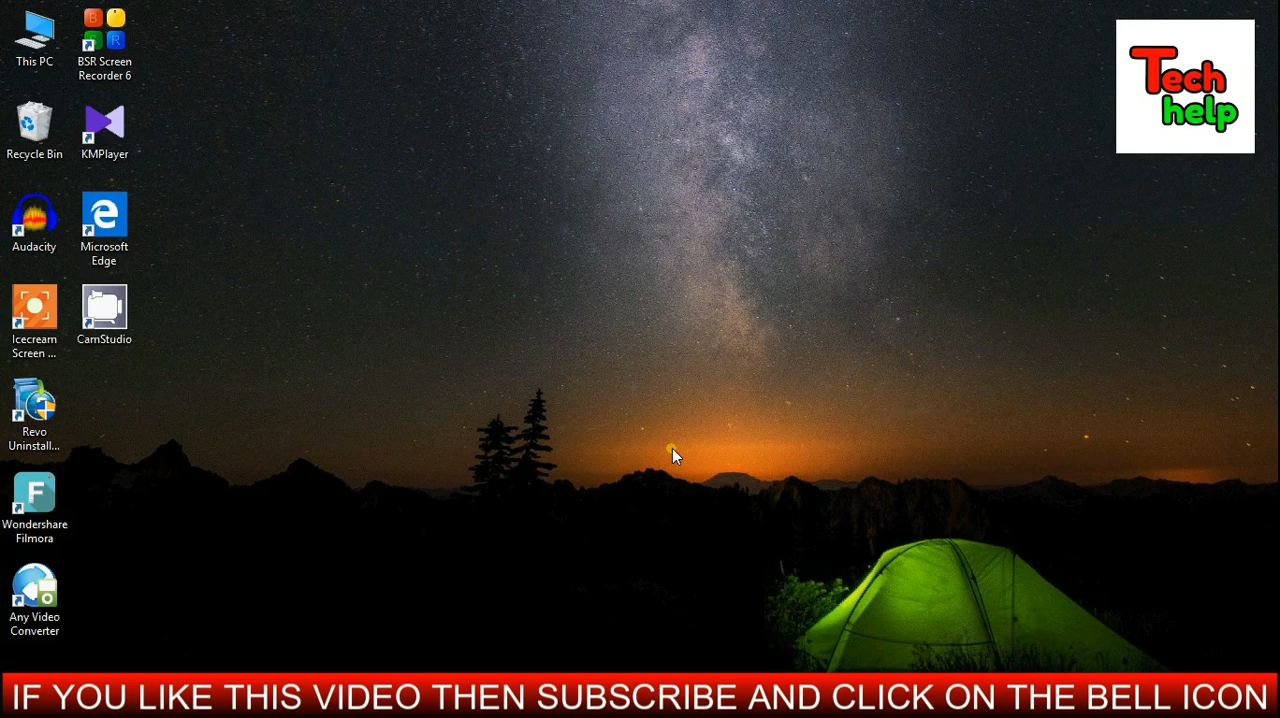 This PC
BSR Screen
Recorder 6
Recycle Bin
KMPlayer
Audacity
Microsoft
Edge
Icecream
Screen ...
CamStudio
Revo
Uninstall...
Wondershare
Filmora
Any Video
Converter
Tech
help
IF YOU LIKE THIS VIDEO THEN SUBSCRIBE AND CLICK ON THE BELL ICON